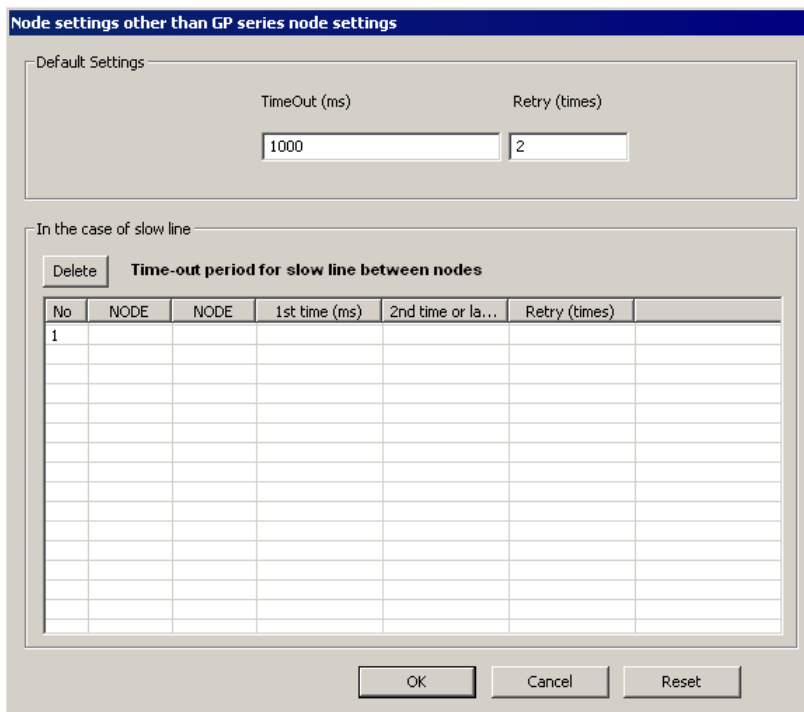 Node settings other than GP series node settings
Default Settings
TimeOut (ms) Retry (times)
1000 2
In the case of slow line
Delete Time-out period for slow line between nodes
No NODE NODE 1st time (ms) 2nd time or la... Retry (times)
1
OK Cancel Reset